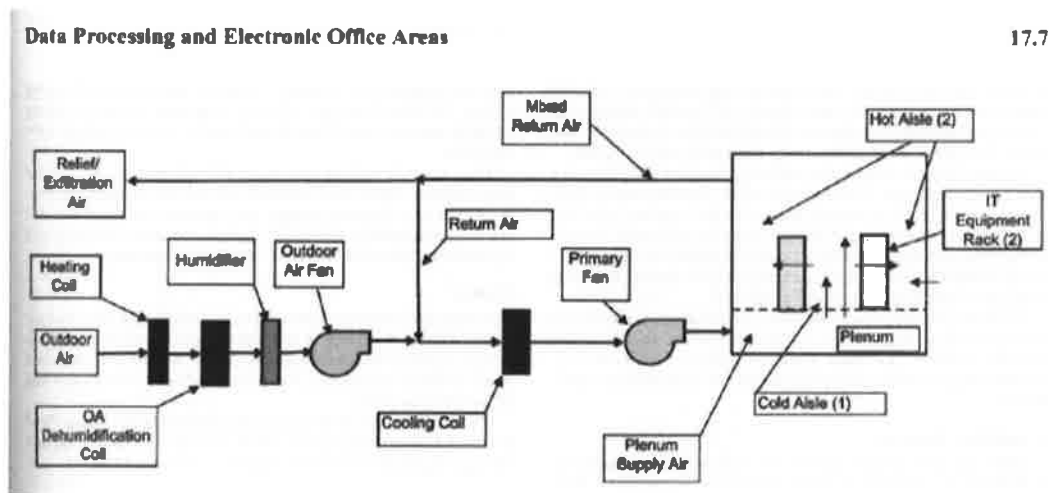 Data Processing and Electronic Office Areas
17.7
Mixed
Return Air
Hot Aisle (2)
Relief/
Exfiltration
Air
IT
Equipment
Rack (2)
Return Air
Heating
Coil
Humidifier
Outdoor
Air Fan
Primary
Fan
Outdoor
Air
Plenum
OA
Dehumidification
Coil
Cooling Coil
Cold Aisle (1)
Plenum
Supply Air